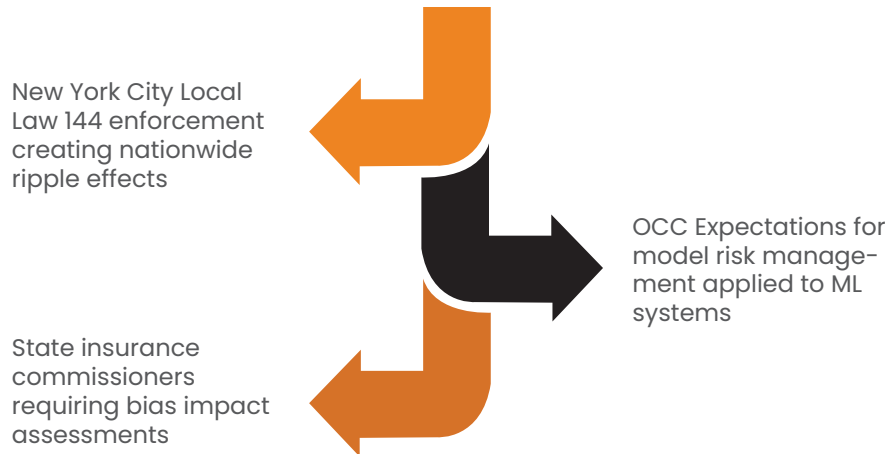 New York City Local
Law 144 enforcement
creating nationwide
ripple effects
OCC Expectations for
model risk manage-
ment applied to ML
systems
State insurance
commissioners
requiring bias impact
assessments